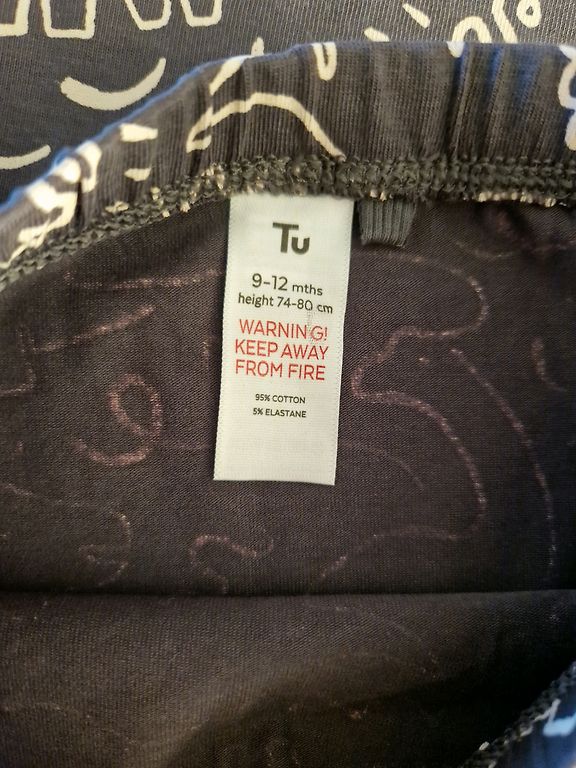 Tu
9-12 mths
height 74-80 cm
WARNING!
KEEP AWAY
FROM FIRE
95% COTTON
5% ELASTANE